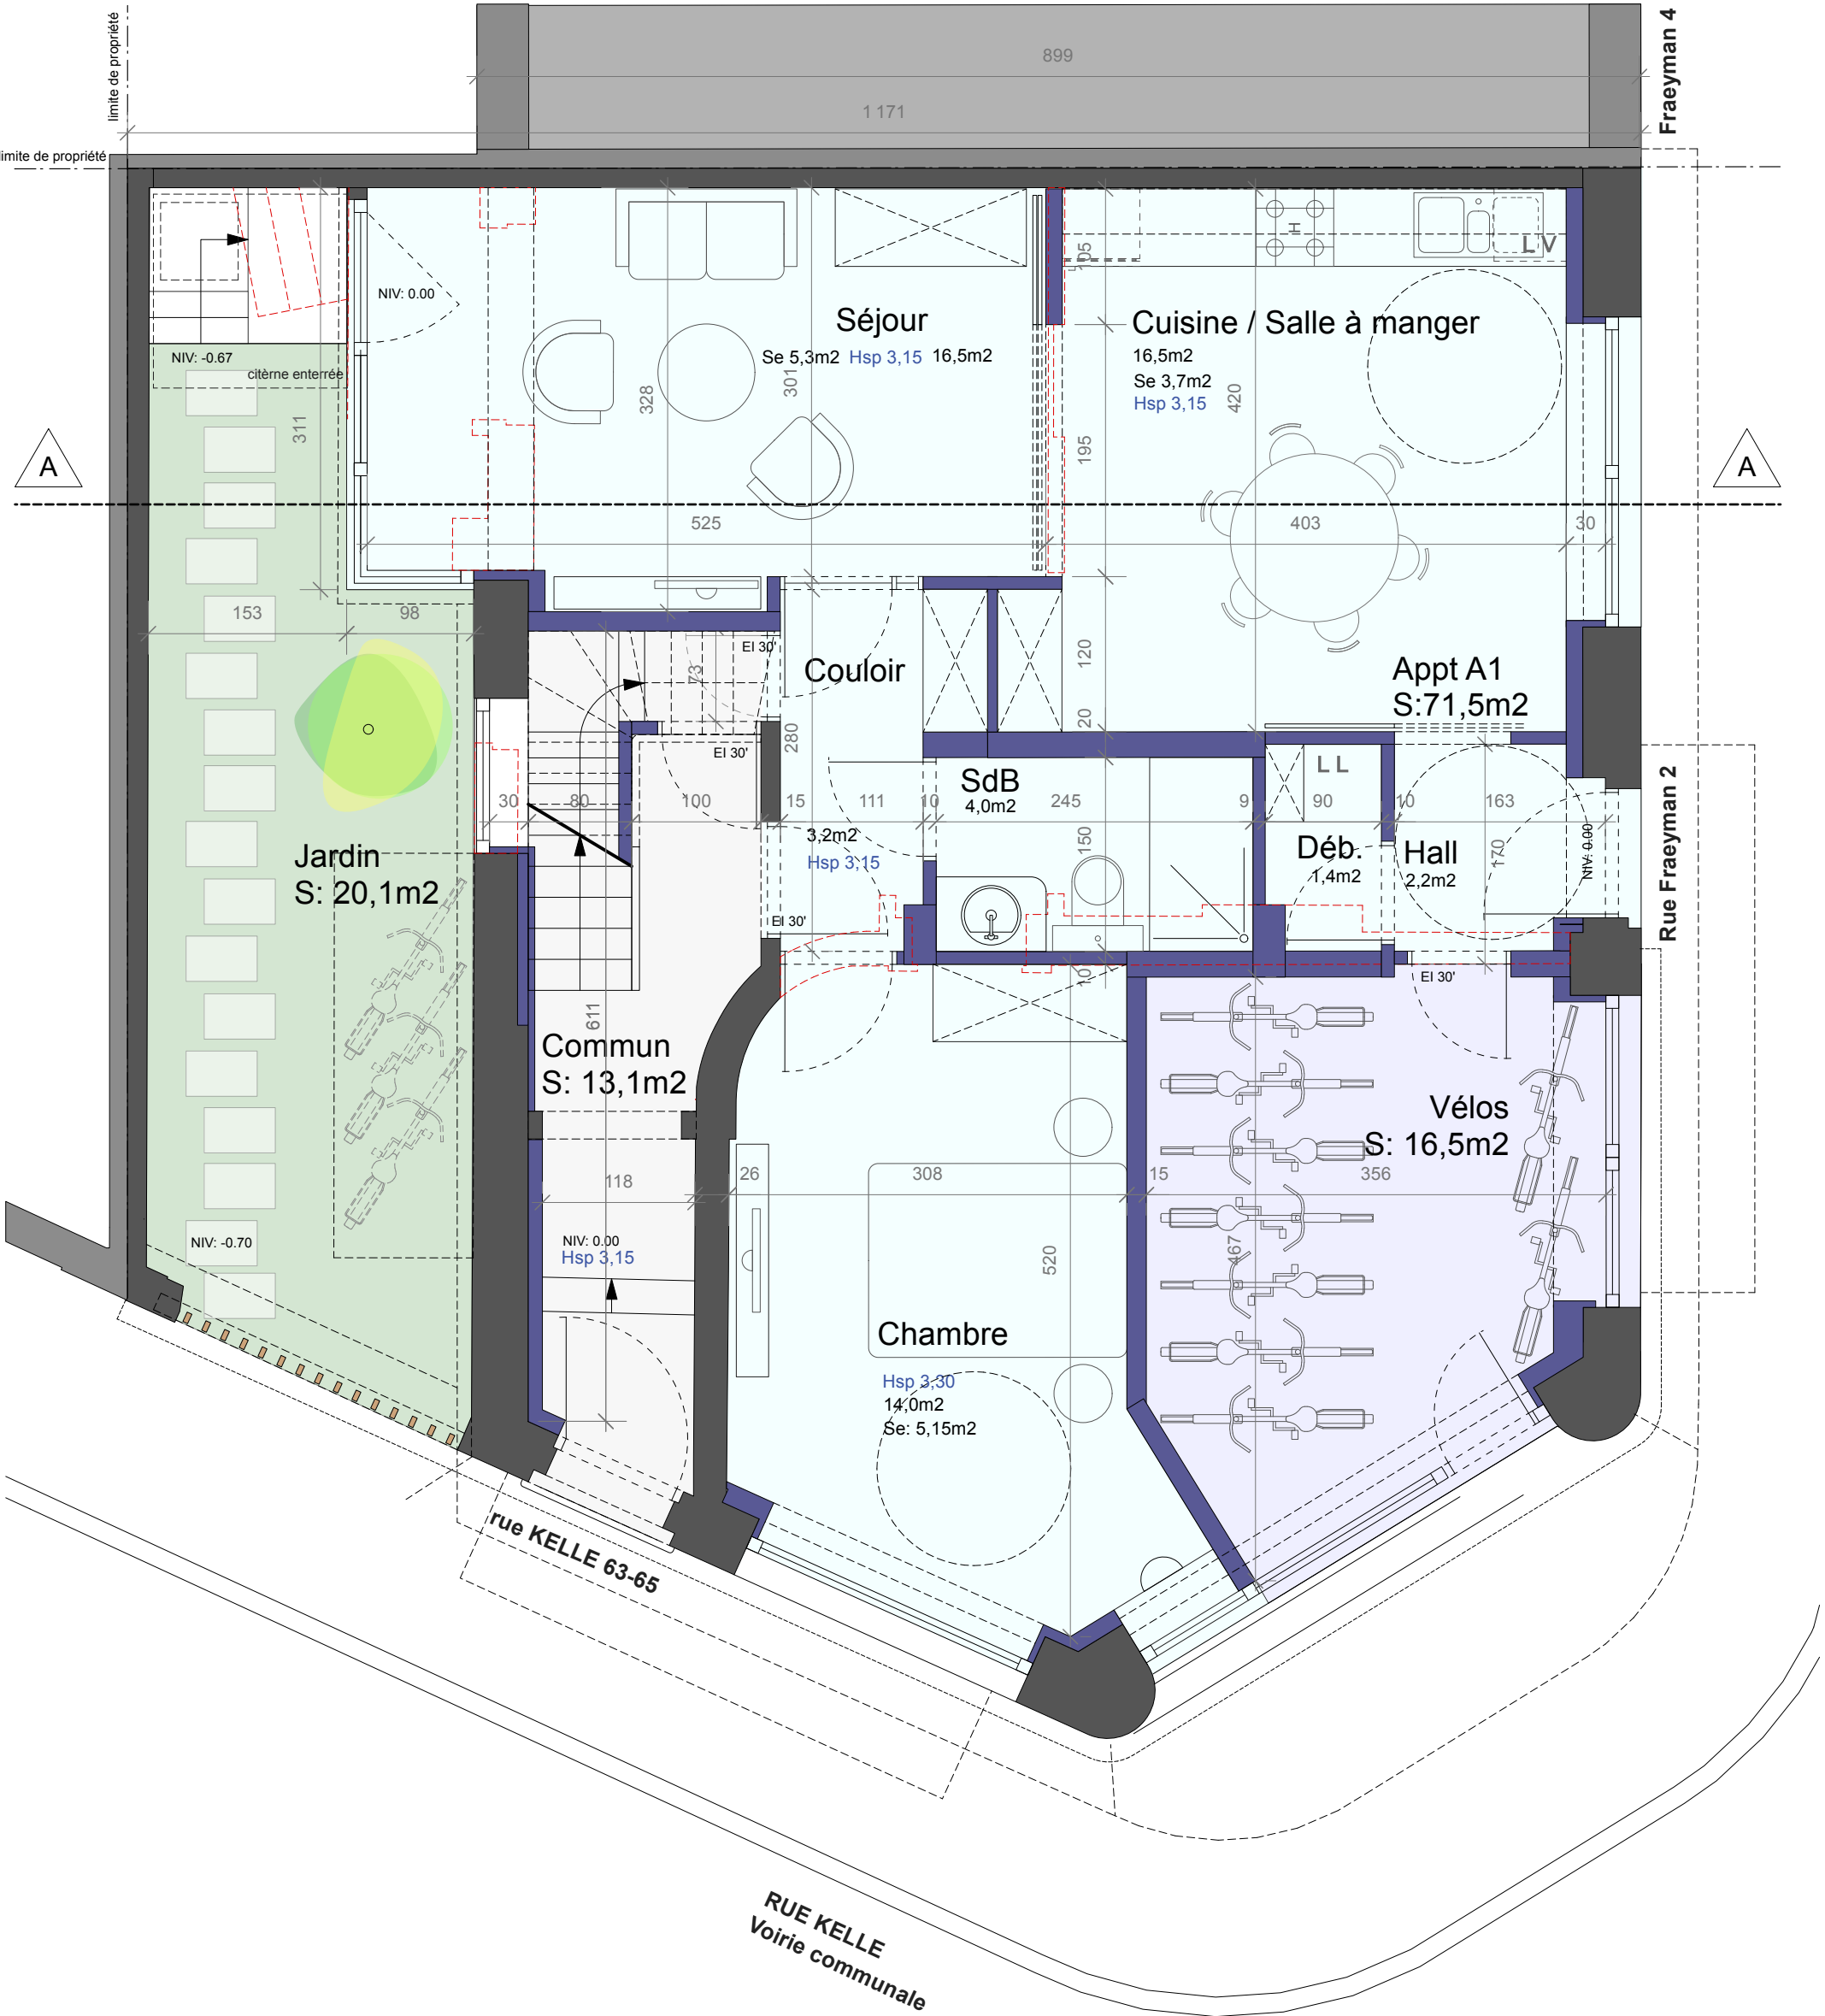 limite de propriété
899
Fraeyman 4
1 171
limite de propriété
NIV: 0.00
H
L V
105
Séjour
Se 5,3m2 Hsp 3,15 16,5m2
Cuisine / Salle à manger
16,5m2
Se 3,7m2
Hsp 3,15
NIV: -0.67
citèrne enterrée
311
328
301
420
195
A
A
525
403
30
153
98
EI 30'
73
Couloir
120
Appt A1
S:71,5m2
20
280
EI 30'
L L
SdB
4,0m2
30
80
100
15
111
10
245
9
90
10
163
3,2m2
Hsp 3,15
150
Déb.
1,4m2
Hall
2,2m2
170
NIV: 0.00
Rue Fraeyman 2
Jardin
S: 20,1m2
EI 30'
10
EI 30'
611
Commun
S: 13,1m2
Vélos
S: 16,5m2
118
26
308
15
356
NIV: -0.70
NIV: 0.00
Hsp 3,15
520
467
Chambre
Hsp 3,30
14,0m2
Se: 5,15m2
rue KELLE 63-65
RUE KELLE
Voirie communale